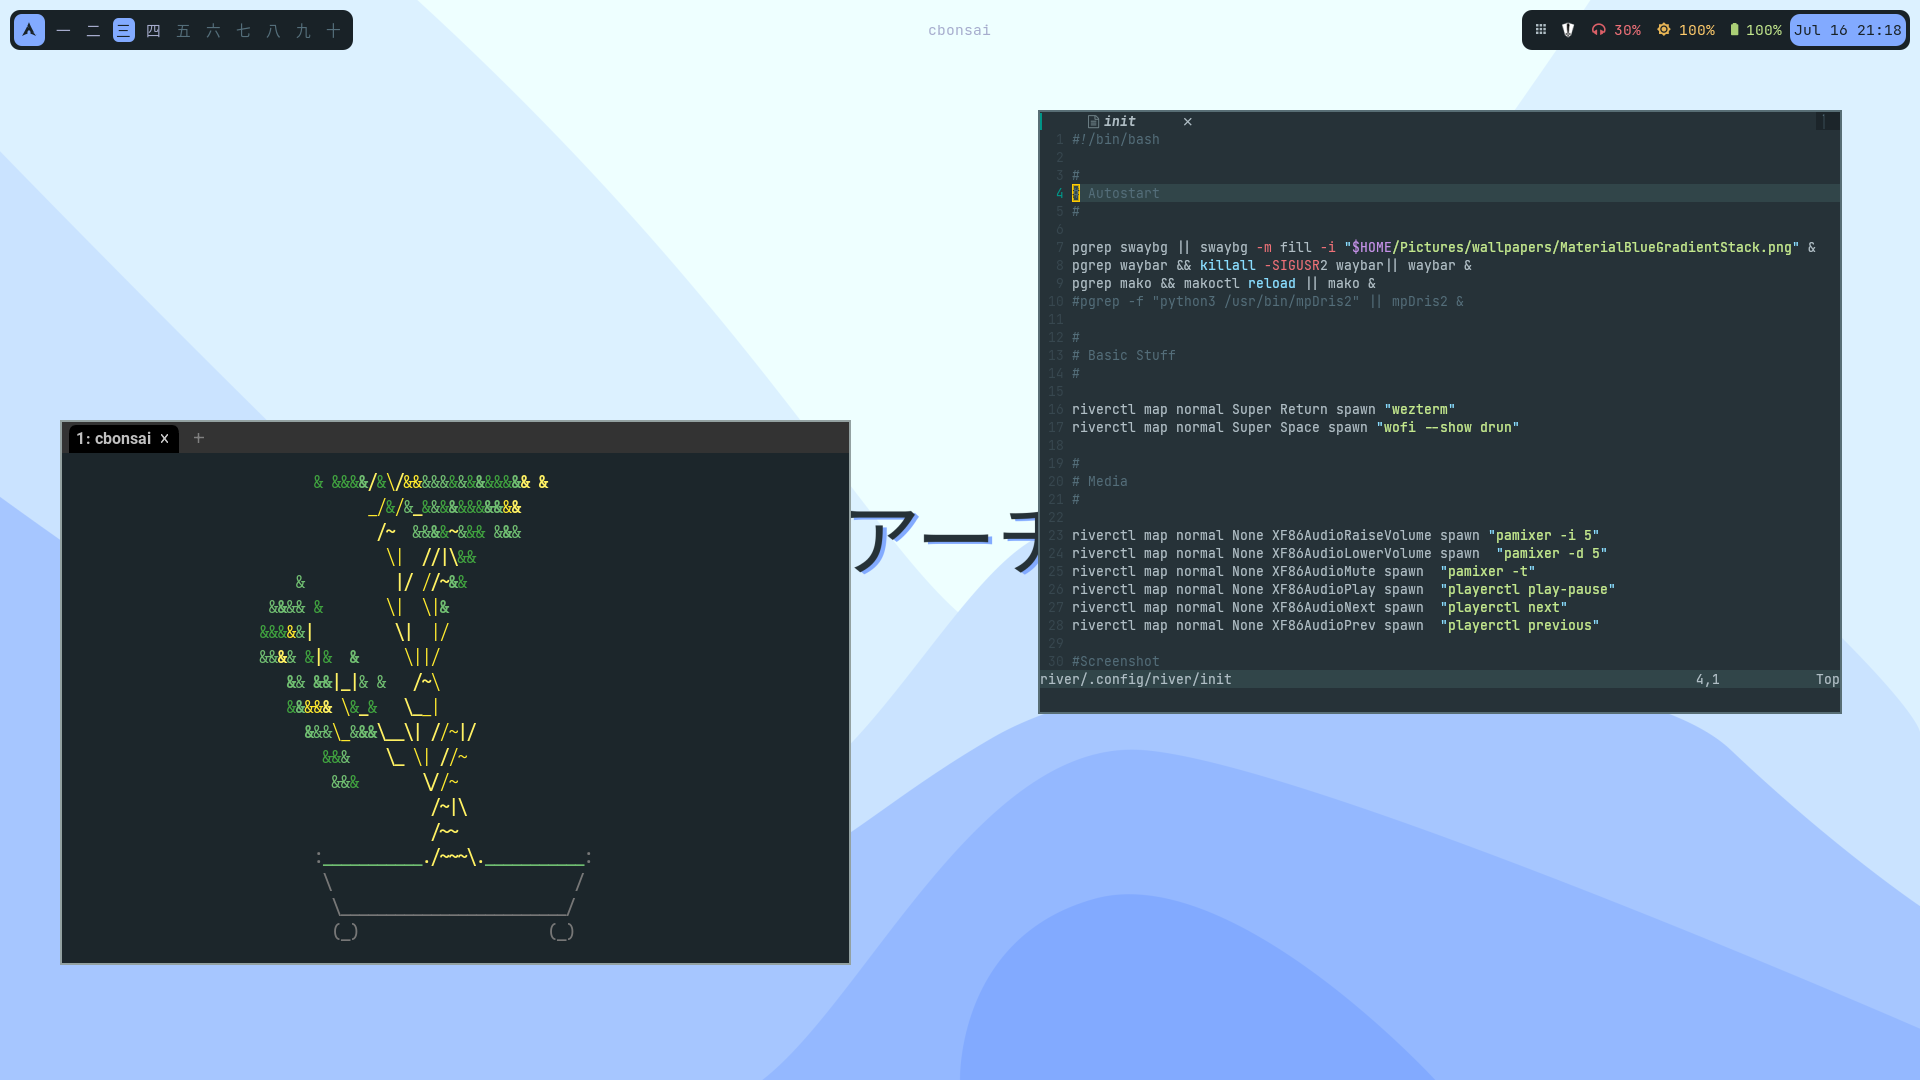 一 二 三 四 五 六 七 八 九 十
cbonsai
30% 100% 100% Jul 16 21:18
init ×
1 #!/bin/bash
2
3 #
4 # Autostart
5 #
6
7 pgrep swaybg || swaybg -m fill -i "$HOME/Pictures/wallpapers/MaterialBlueGradientStack.png" &
8 pgrep waybar && killall -SIGUSR2 waybar|| waybar &
9 pgrep mako && makoctl reload || mako &
10 #pgrep -f "python3 /usr/bin/mpDris2" || mpDris2 &
11
12 #
13 # Basic Stuff
14 #
15
16 riverctl map normal Super Return spawn "wezterm"
17 riverctl map normal Super Space spawn "wofi --show drun"
18
19 #
20 # Media
21 #
22
23 riverctl map normal None XF86AudioRaiseVolume spawn "pamixer -i 5"
24 riverctl map normal None XF86AudioLowerVolume spawn  "pamixer -d 5"
25 riverctl map normal None XF86AudioMute spawn  "pamixer -t"
26 riverctl map normal None XF86AudioPlay spawn  "playerctl play-pause"
27 riverctl map normal None XF86AudioNext spawn  "playerctl next"
28 riverctl map normal None XF86AudioPrev spawn  "playerctl previous"
29
30 #Screenshot
river/.config/river/init 4,1 Top
1: cbonsai x +
アー